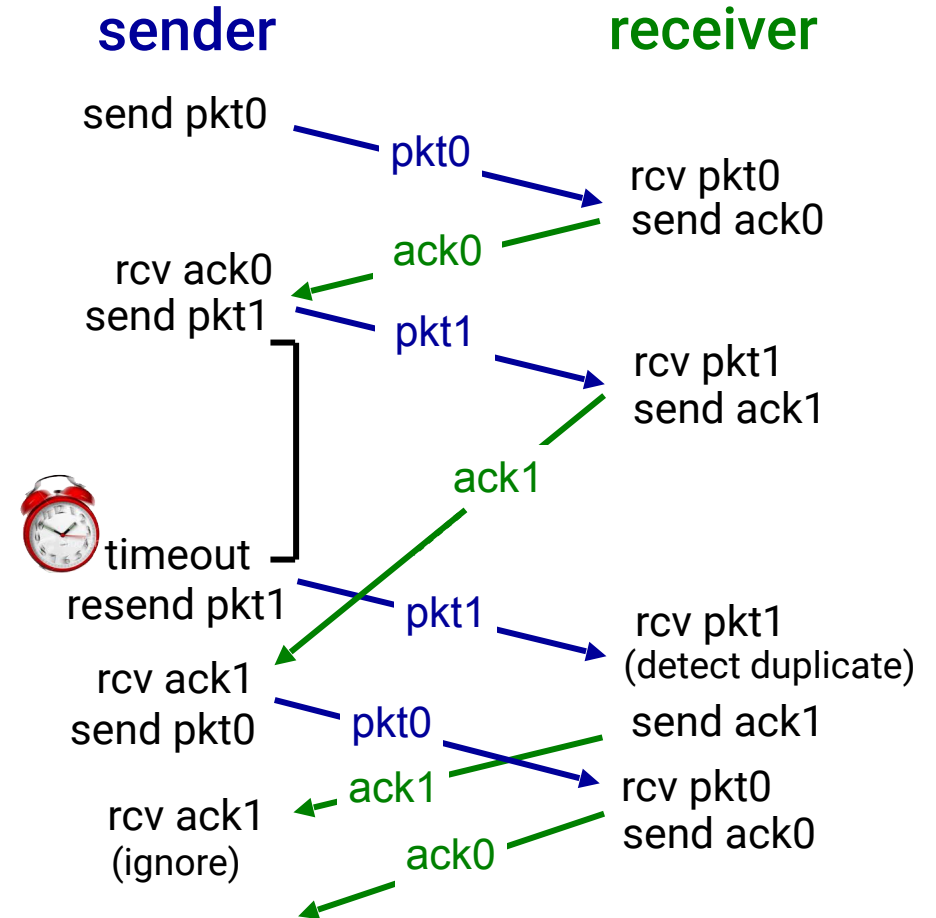 sender
receiver
send pkt0
pkt0
rcv pkt0
send ack0
ack0
rcv ack0
send pkt1
pkt1
rcv pkt1
send ack1
ack1
timeout
resend pkt1
pkt1
rcv pkt1
(detect duplicate)
rcv ack1
send pkt0
pkt0
send ack1
ack1
rcv ack1
(ignore)
rcv pkt0
send ack0
ack0